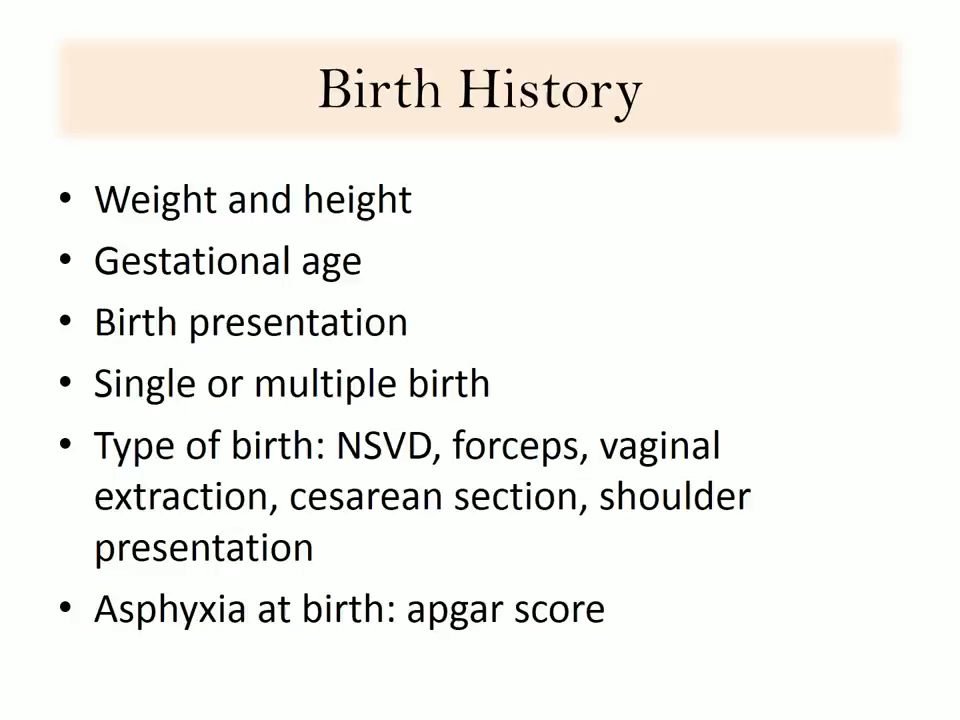 Birth History
• Weight and height
• Gestational age
• Birth presentation
• Single or multiple birth
• Type of birth: NSVD, forceps, vaginal
extraction, cesarean section, shoulder
presentation
• Asphyxia at birth: apgar score